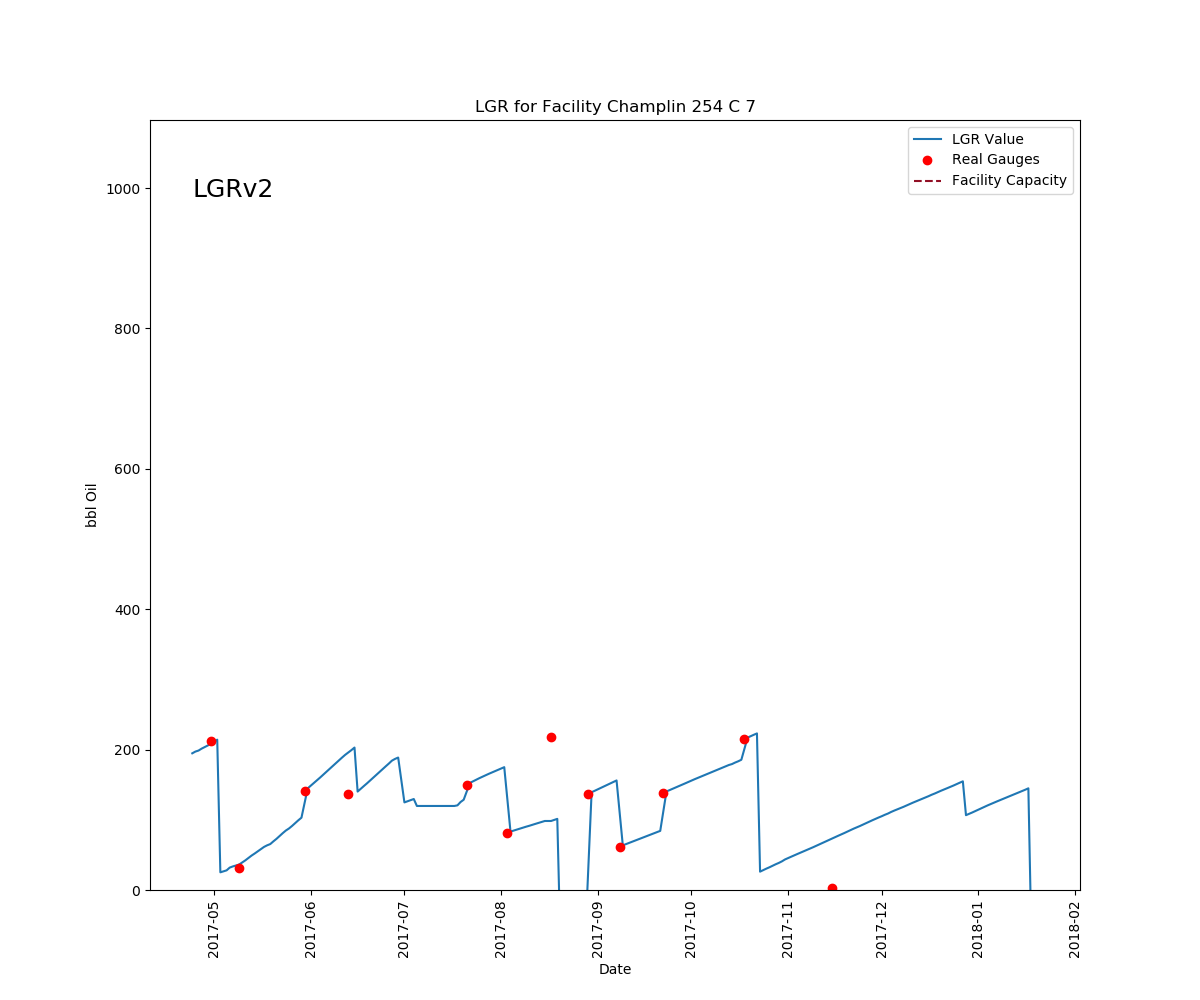 LGR for Facility Champlin 254 C 7
LGR Value
Real Gauges
Facility Capacity
LGRv2
bbl Oil
1000
800
600
400
200
0
2017-05
2017-06
2017-07
2017-08
2017-09
2017-10
2017-11
2017-12
2018-01
2018-02
Date